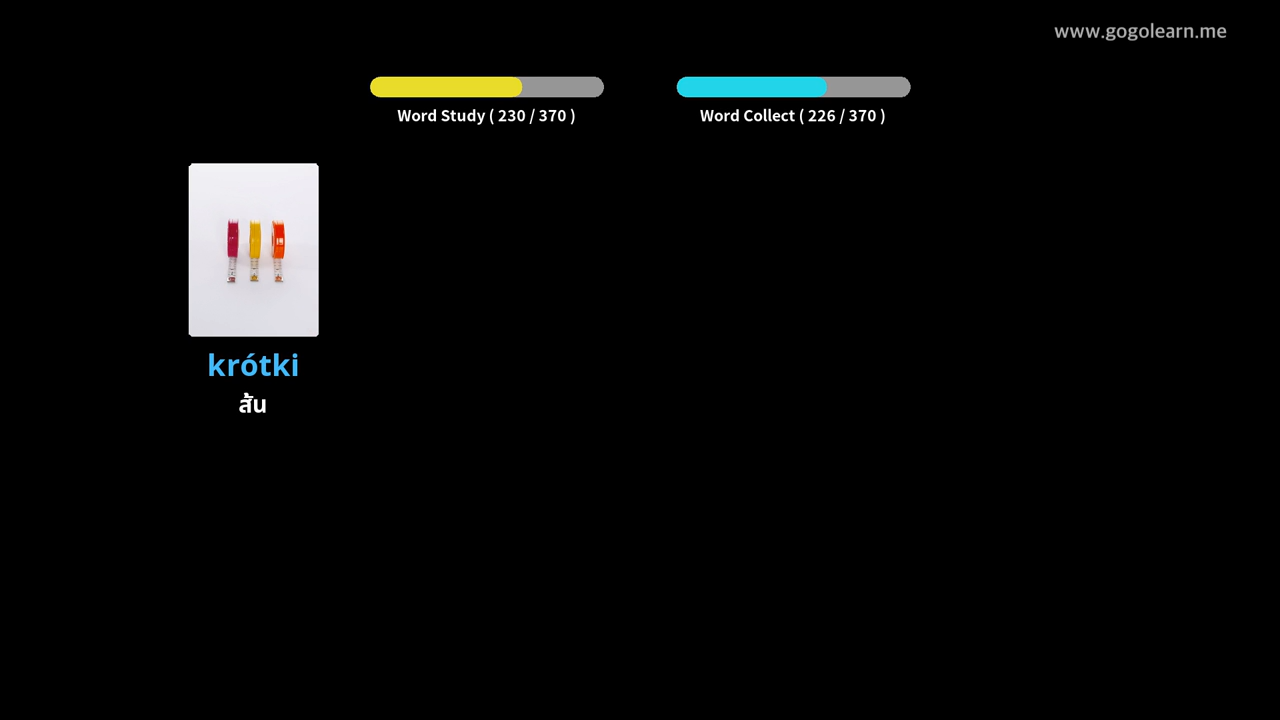 www.gogolearn.me
Word Study ( 230 / 370 )
Word Collect ( 226 / 370 )
krótki
สั้น